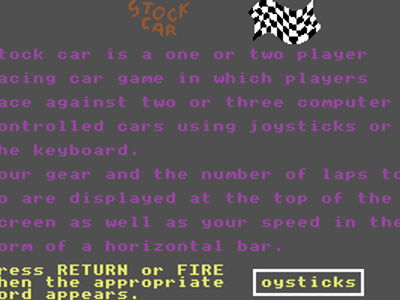 STOCK
CAR
tock car is a one or two player
acing car game in which players
ace against two or three computer
ontrolled cars using joysticks or
he keyboard.
our gear and the number of laps to
o are displayed at the top of the
creen as well as your speed in the
orm of a horizontal bar.
ress RETURN or FIRE
hen the appropriate
ord appears.
oysticks